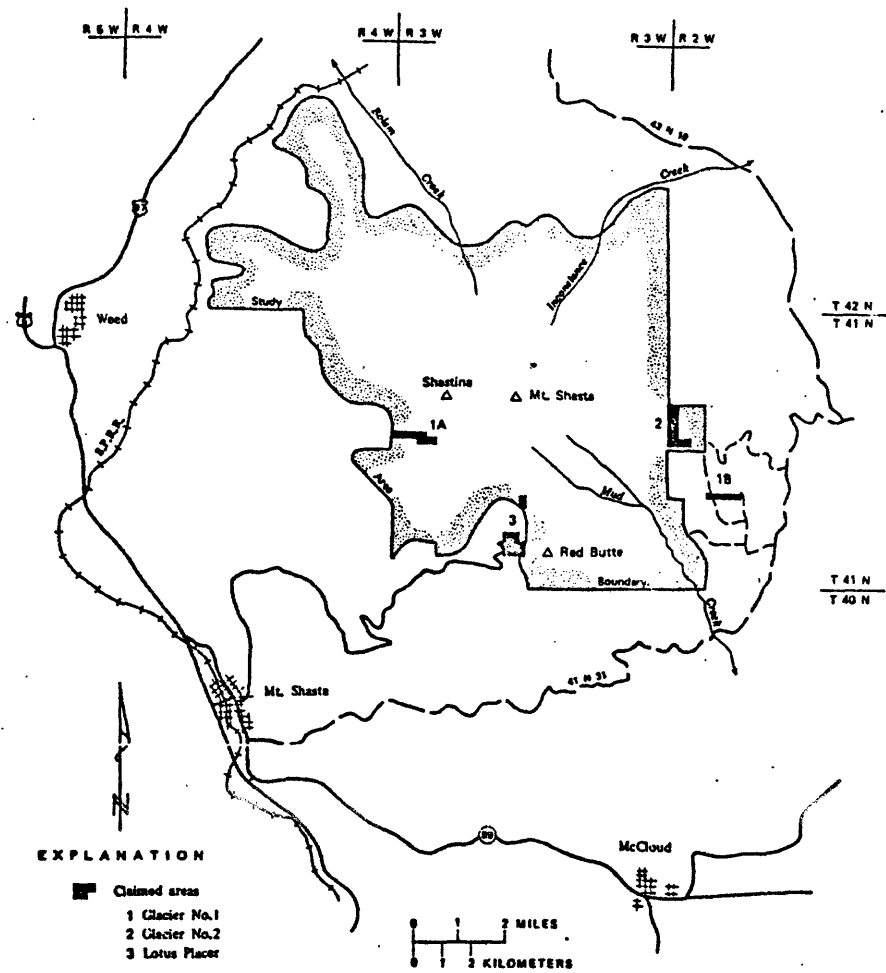 R 5 W R 4 W
R 4 W R 3 W
R 3 W R 2 W
Bolam
Creek
42 N 18
Creek
Inconstance
97
Weed
Study
T 42 N
T 41 N
Shastina
Mt. Shasta
1A
2
S.P.R.R.
Area
Mud
1B
3
Red Butte
Boundary
Creek
T 41 N
T 40 N
Mt. Shasta
41 N 31
N
89
McCloud
EXPLANATION
Claimed areas
1 Glacier No.1
2 Glacier No.2
3 Lotus Placer
0 1 2 MILES
0 1 2 KILOMETERS